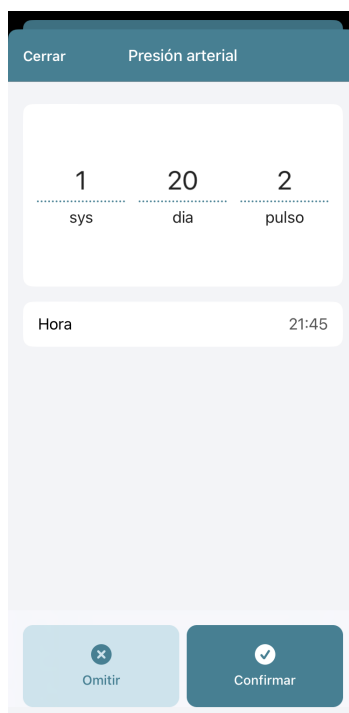 Cerrar Presión arterial
1 20 2
sys dia pulso
Hora 21:45
Omitir Confirmar